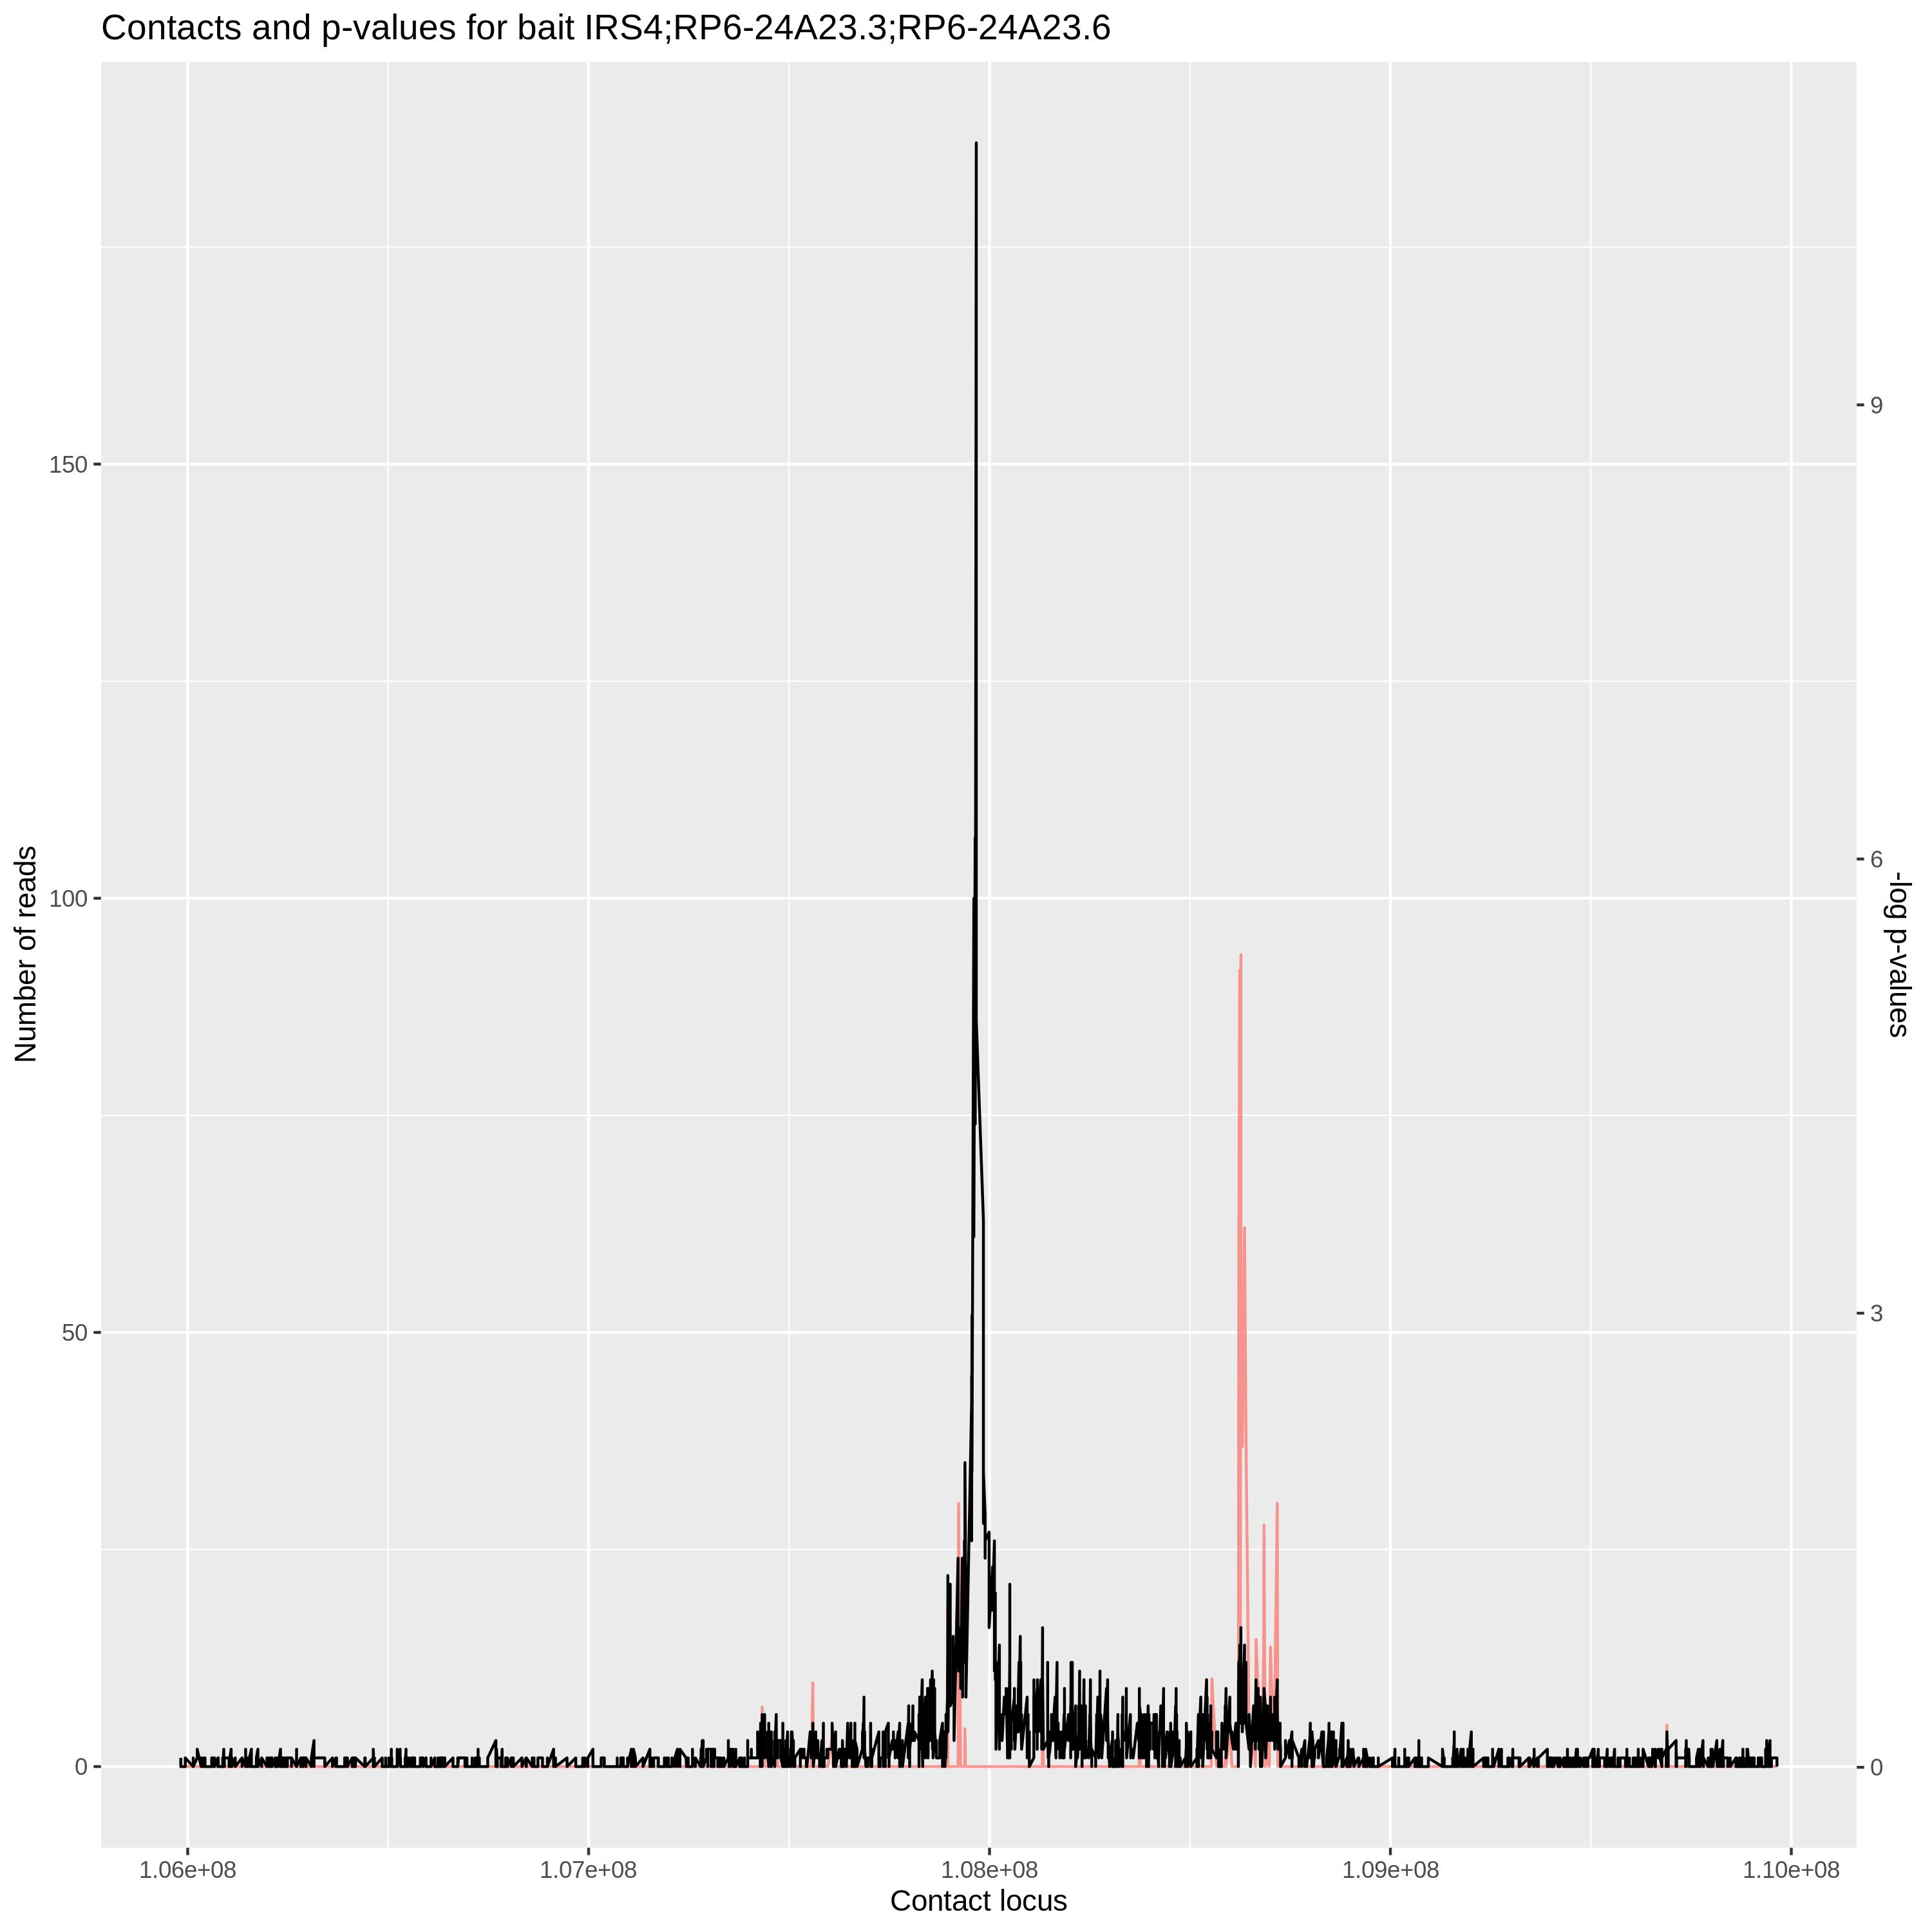 Contacts and p-values for bait IRS4;RP6-24A23.3;RP6-24A23.6
Number of reads
150
100
50
0
9
6
3
0
-log p-values
1.06e+08 1.07e+08 1.08e+08 1.09e+08 1.10e+08
Contact locus